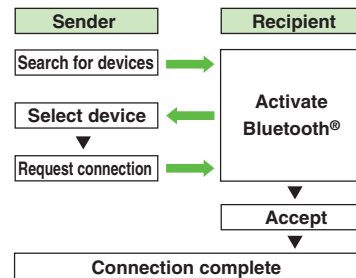 Sender
Recipient
Search for devices
Activate
Bluetooth®
Select device
Request connection
Accept
Connection complete